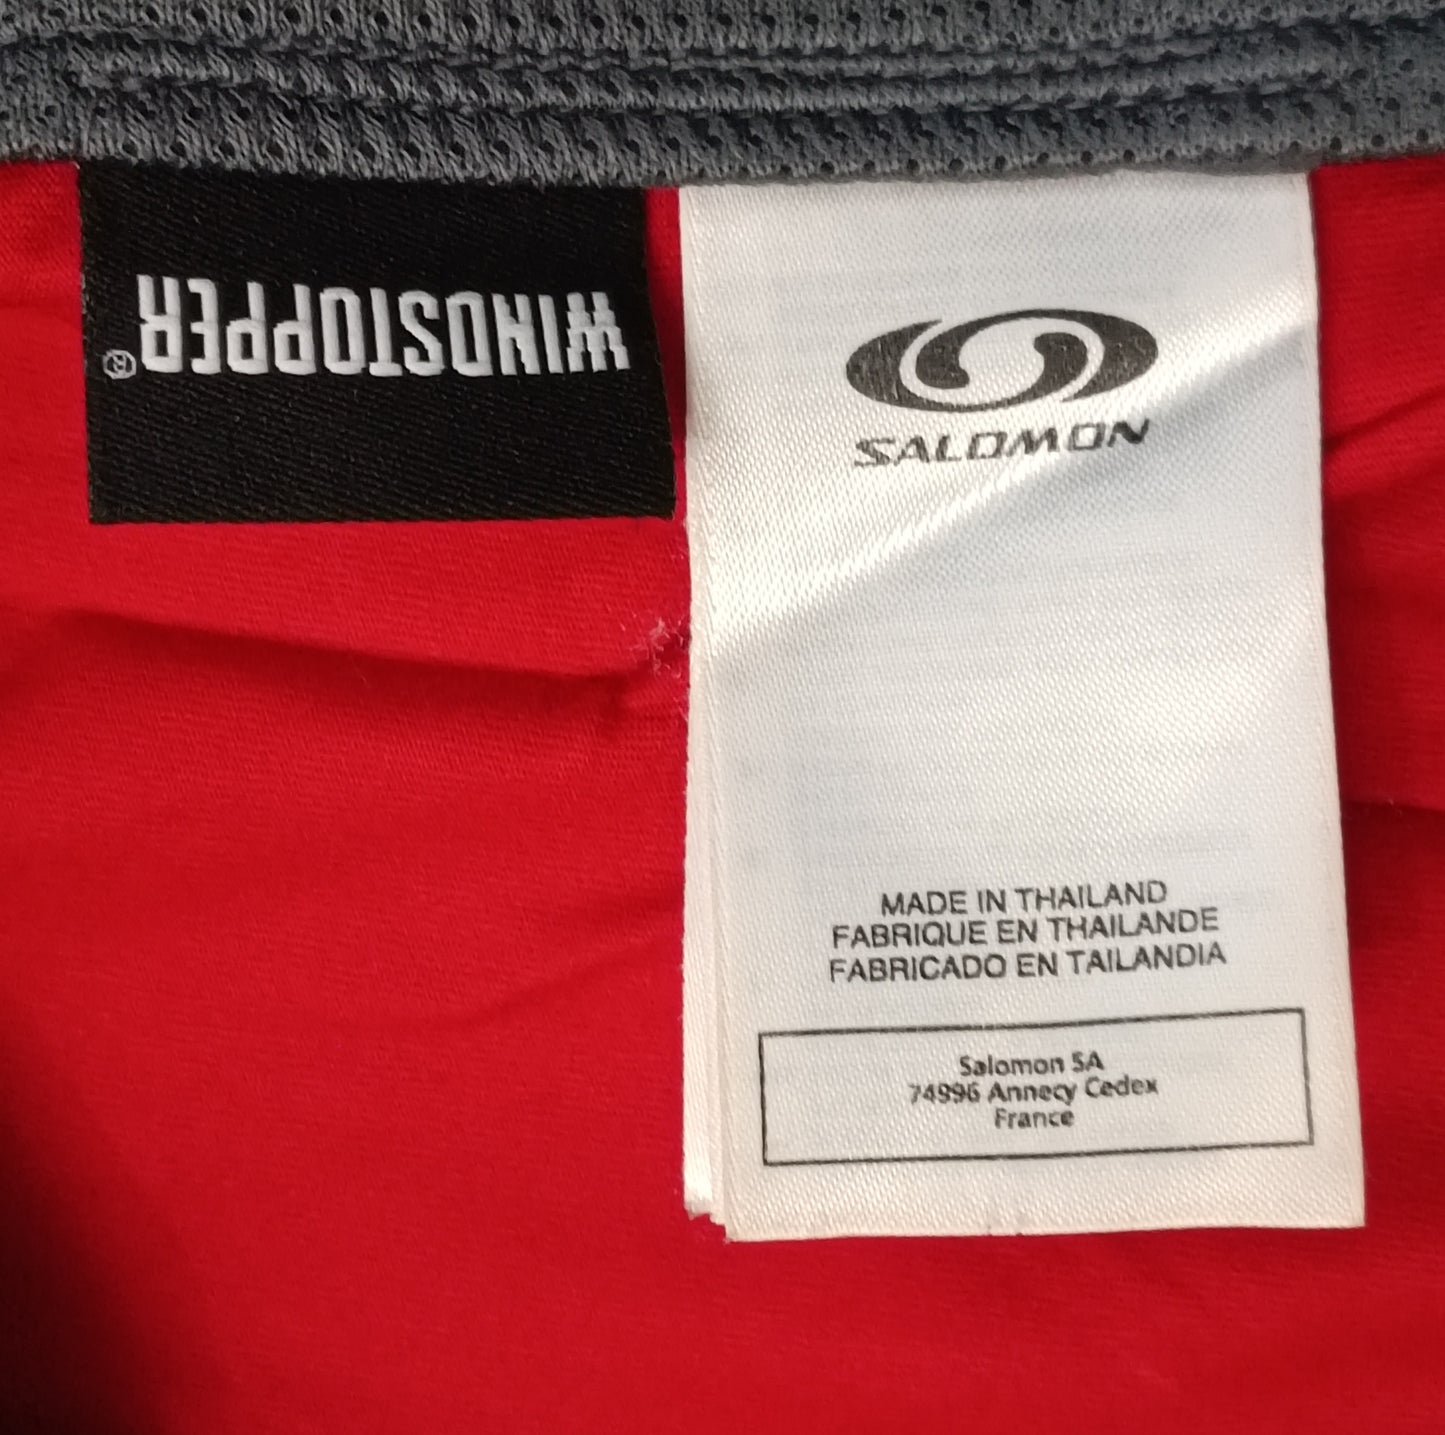 WINDSTOPPER®
SALOMON
MADE IN THAILAND
FABRIQUE EN THAILANDE
FABRICADO EN TAILANDIA
Salomon SA
74996 Annecy Cedex
France